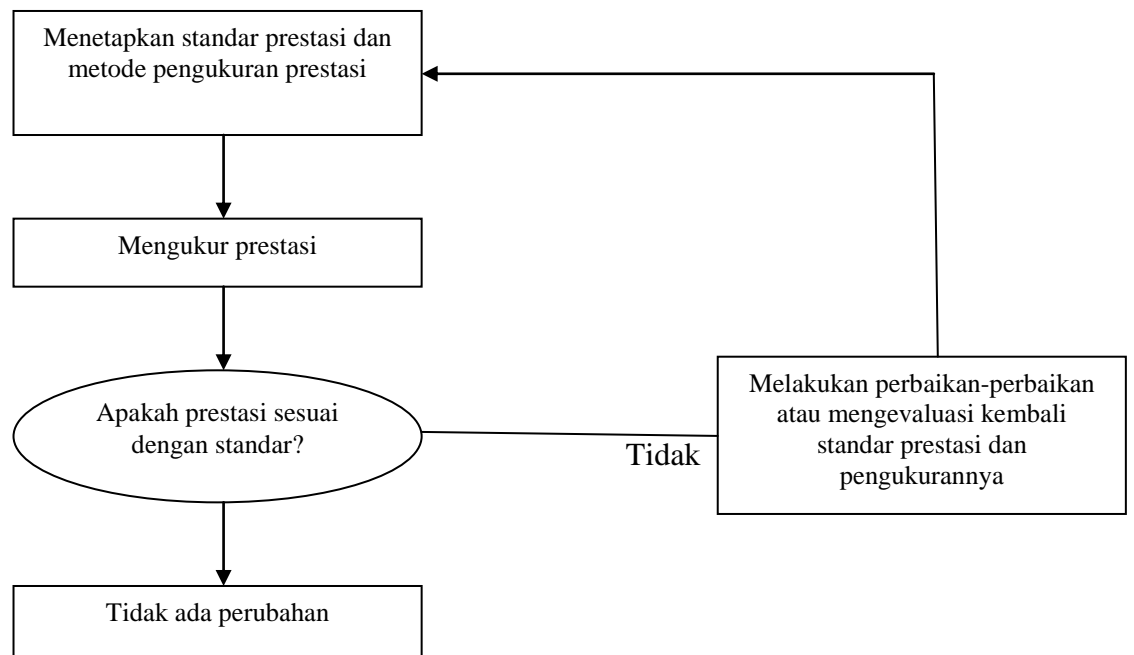 Menetapkan standar prestasi dan
metode pengukuran prestasi
Mengukur prestasi
Apakah prestasi sesuai
dengan standar?
Tidak
Melakukan perbaikan-perbaikan
atau mengevaluasi kembali
standar prestasi dan
pengukurannya
Tidak ada perubahan